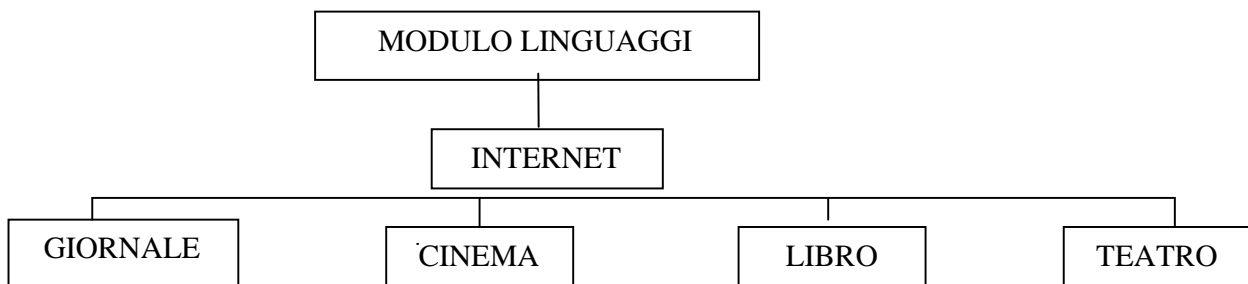 MODULO LINGUAGGI
INTERNET
GIORNALE
CINEMA
LIBRO
TEATRO